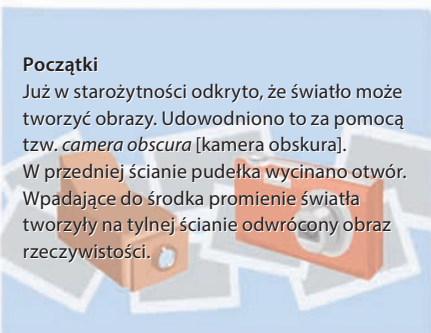 Początki
Już w starożytności odkryto, że światło może
tworzyć obrazy. Udowodniono to za pomocą
tzw. camera obscura [kamera obskura].
W przedniej ścianie pudełka wycinano otwór.
Wpadające do środka promienie światła
tworzyły na tylnej ścianie odwrócony obraz
rzeczywistości.